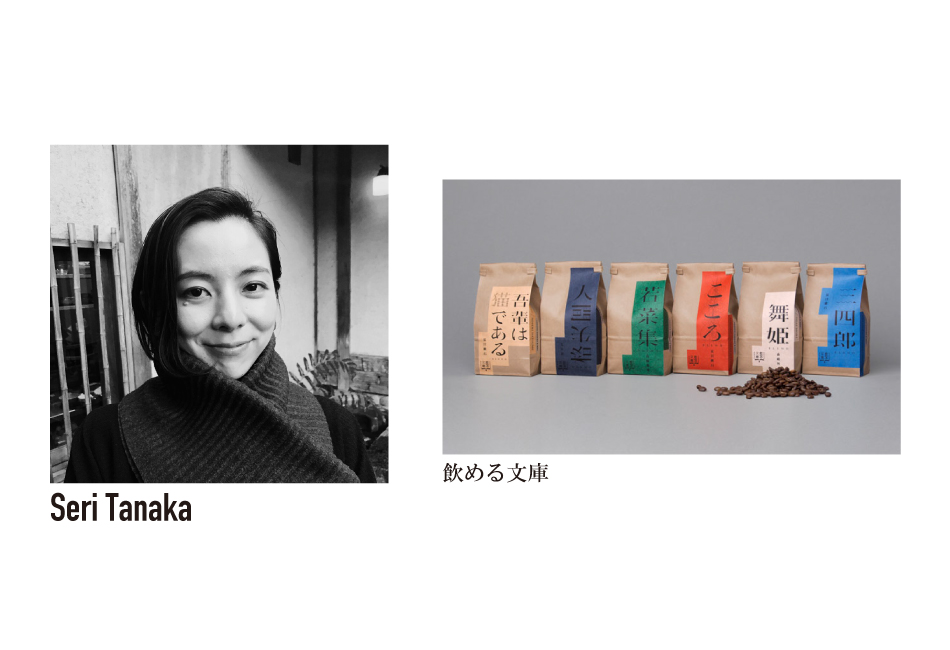 吾輩は
猫である
人間失格
若菜集
こころ
舞姫
三四郎
飲める文庫
Seri Tanaka